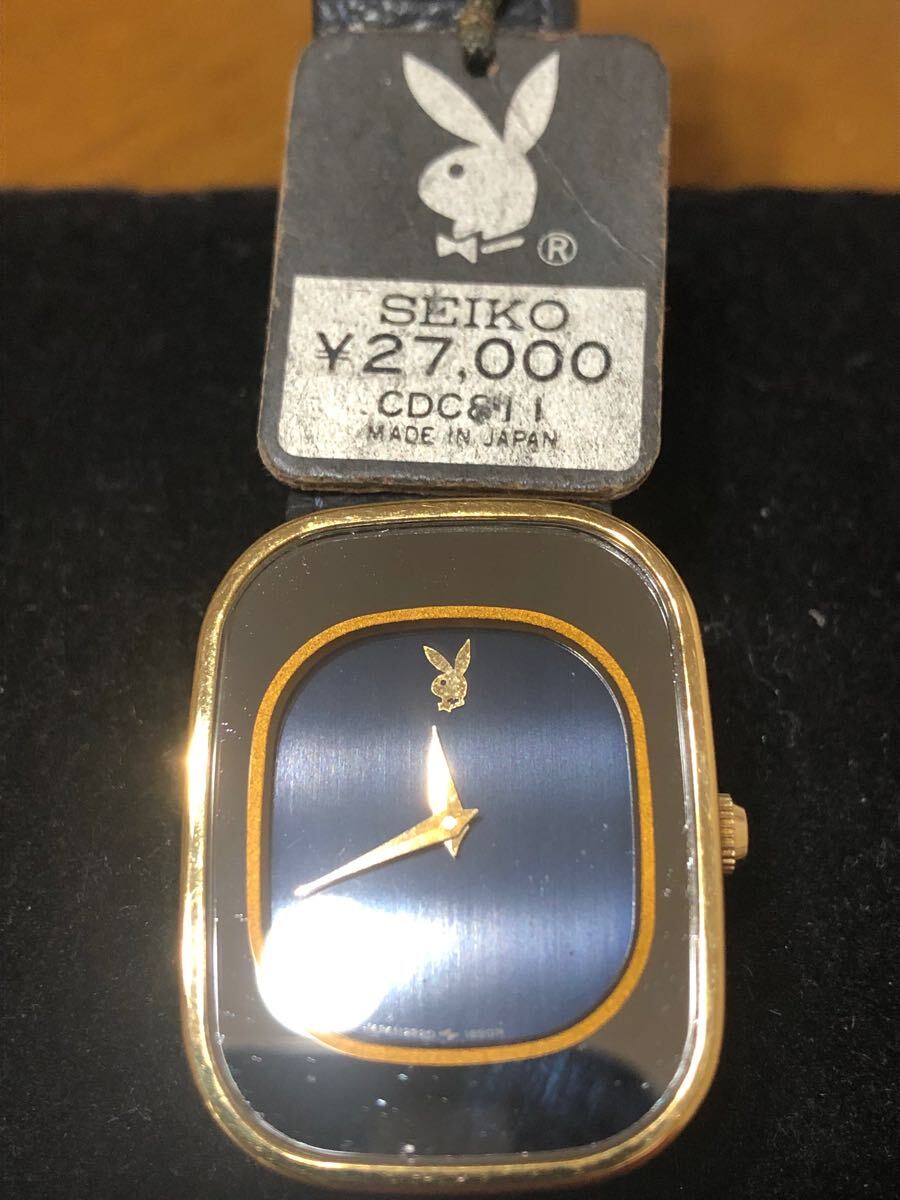 ®
SEIKO
¥27,000
CDC811
MADE IN JAPAN